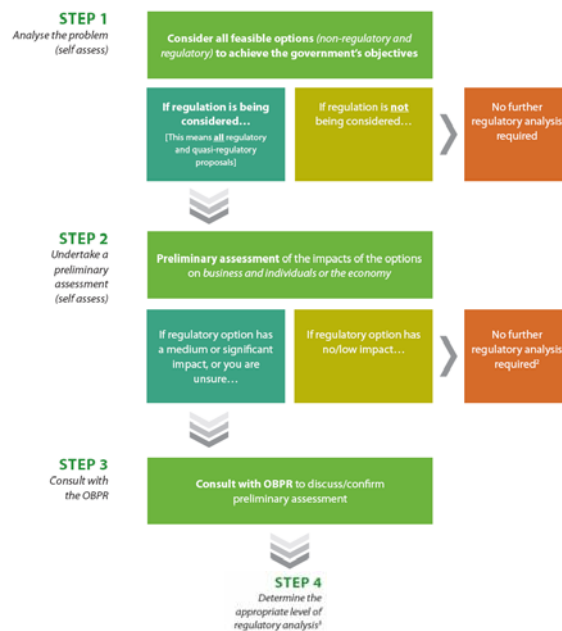 STEP 1
Analyse the problem
(self assess)
Consider all feasible options (non-regulatory and
regulatory) to achieve the government's objectives
If regulation is being
considered...
[This means all regulatory
and quasi-regulatory
proposals]
If regulation is not
being considered...
No further
regulatory analysis
required
STEP 2
Undertake a
preliminary
assessment
(self assess)
Preliminary assessment of the impacts of the options
on business and individuals or the economy
If regulatory option has
a medium or significant
impact, or you are
unsure...
If regulatory option has
no/low impact...
No further
regulatory analysis
required²
STEP 3
Consult with
the OBPR
Consult with OBPR to discuss/confirm
preliminary assessment
STEP 4
Determine the
appropriate level of
regulatory analysis³